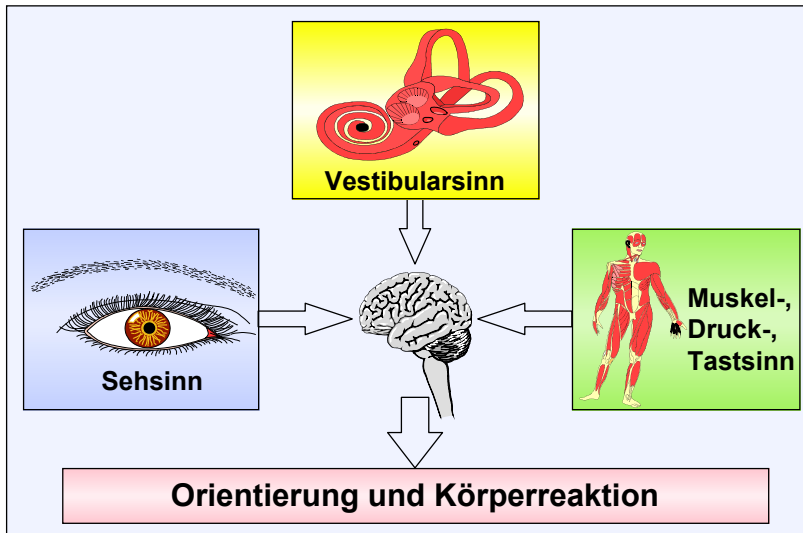 Vestibularsinn
Sehsinn
Muskel-,
Druck-,
Tastsinn
Orientierung und Körperreaktion